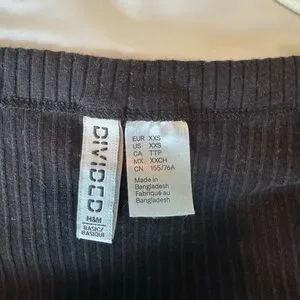 DIVIDED
H&M
BASIC/
BASIQUE
EUR XXS
US XXS
CA TTP
MX XXCH
CN 155/76A
Made in
Bangladesh
Fabriqué au
Bangladesh